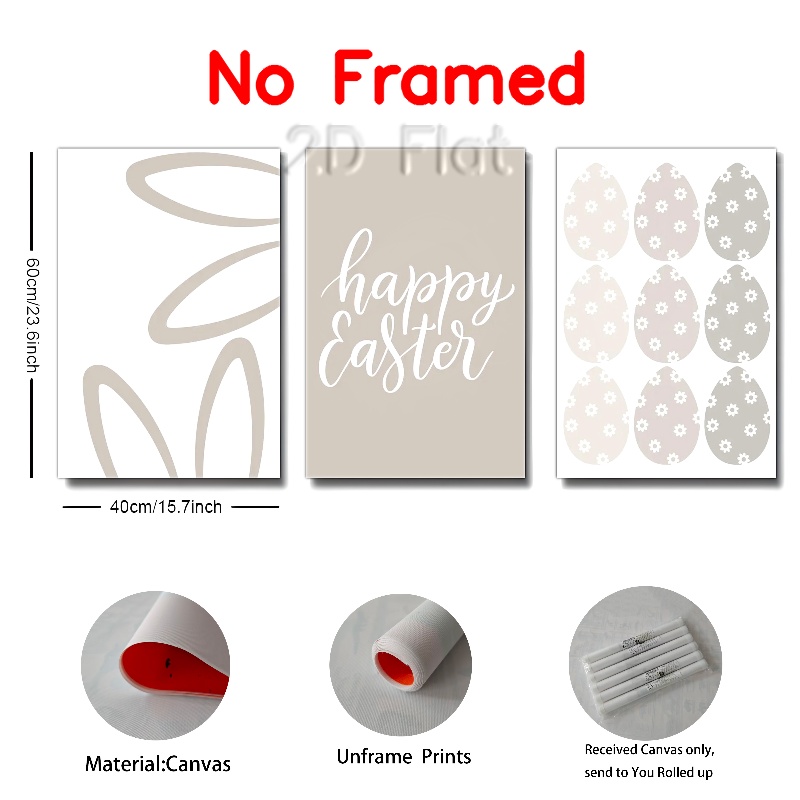 No Framed
2D Flat
60cm/23.6inch
happy
Easter
40cm/15.7inch
Material:Canvas
Unframe Prints
Received Canvas only,
send to You Rolled up